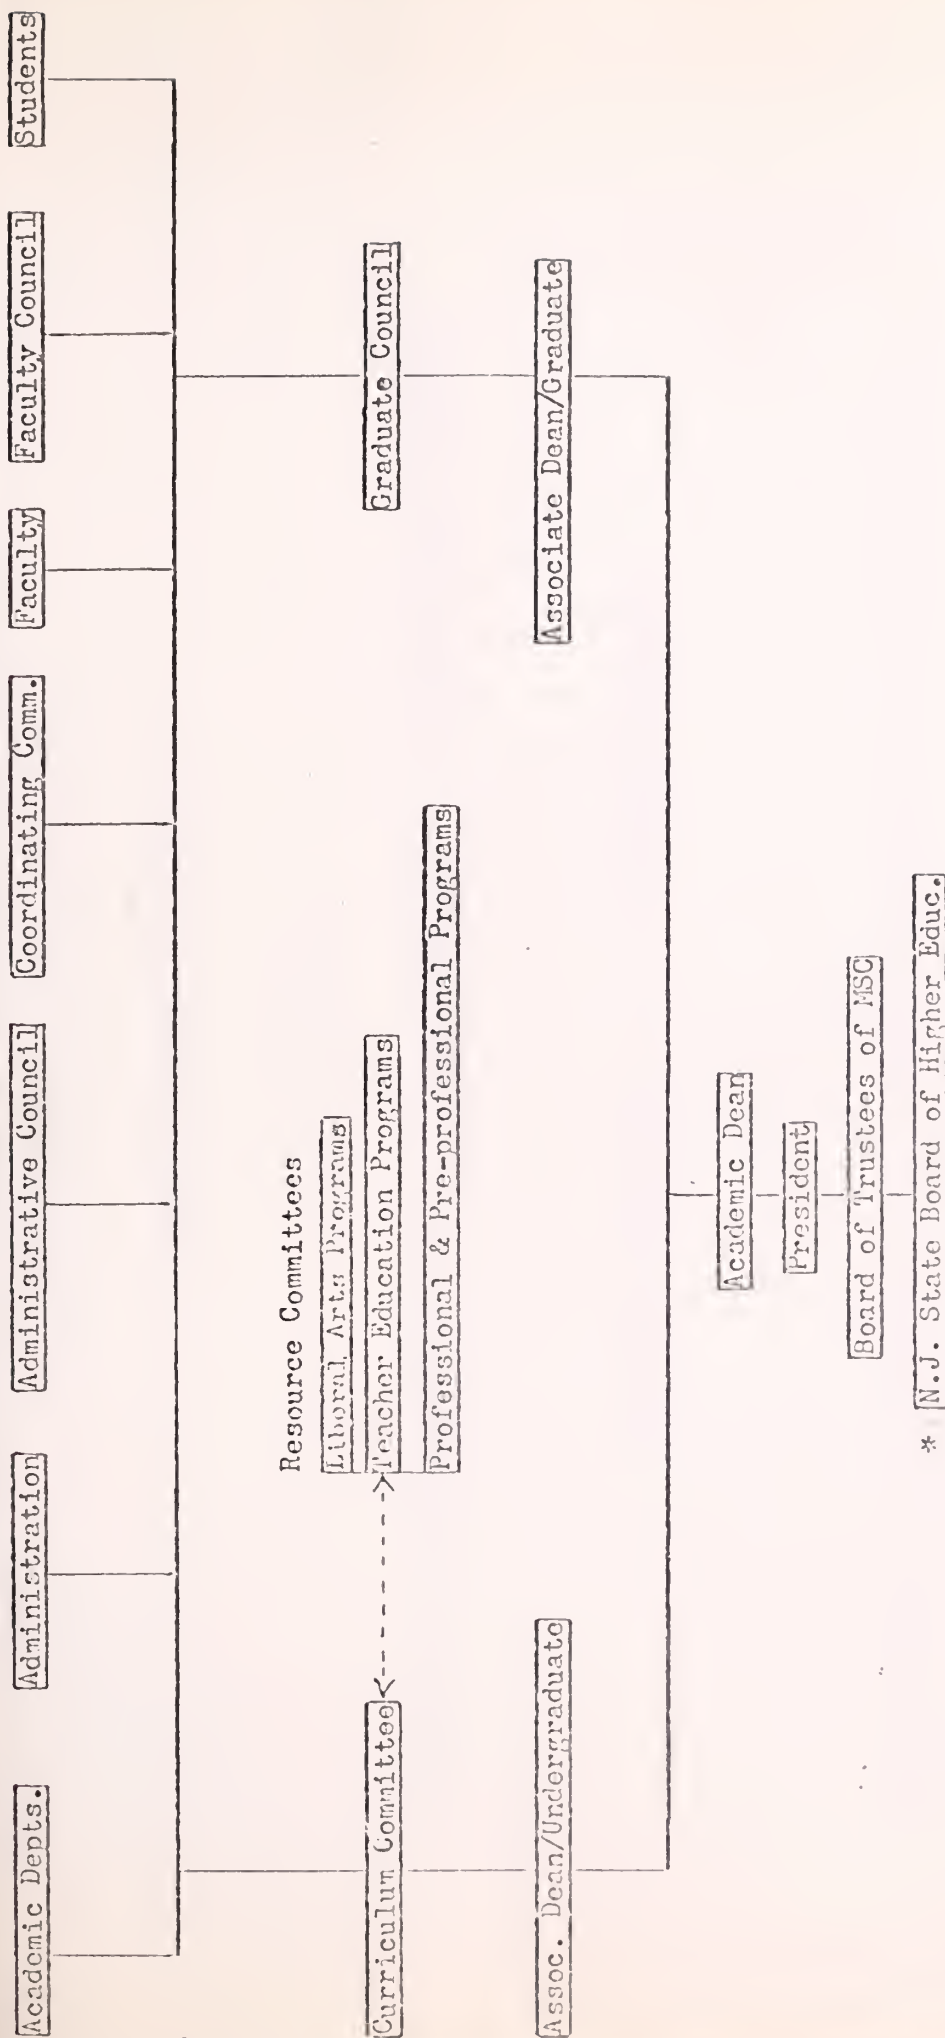 Academic Depts.
Administration
Administrative Council
Coordinating Comm.
Faculty
Faculty Council
Students
Resource Committees
Liberal Arts Programs
Curriculum Committee
Teacher Education Programs
Graduate Council
Professional & Pre-professional Programs
Assoc. Dean/Undergraduate
Associate Dean/Graduate
Academic Dean
President
Board of Trustees of MSC
* N.J. State Board of Higher Educ.